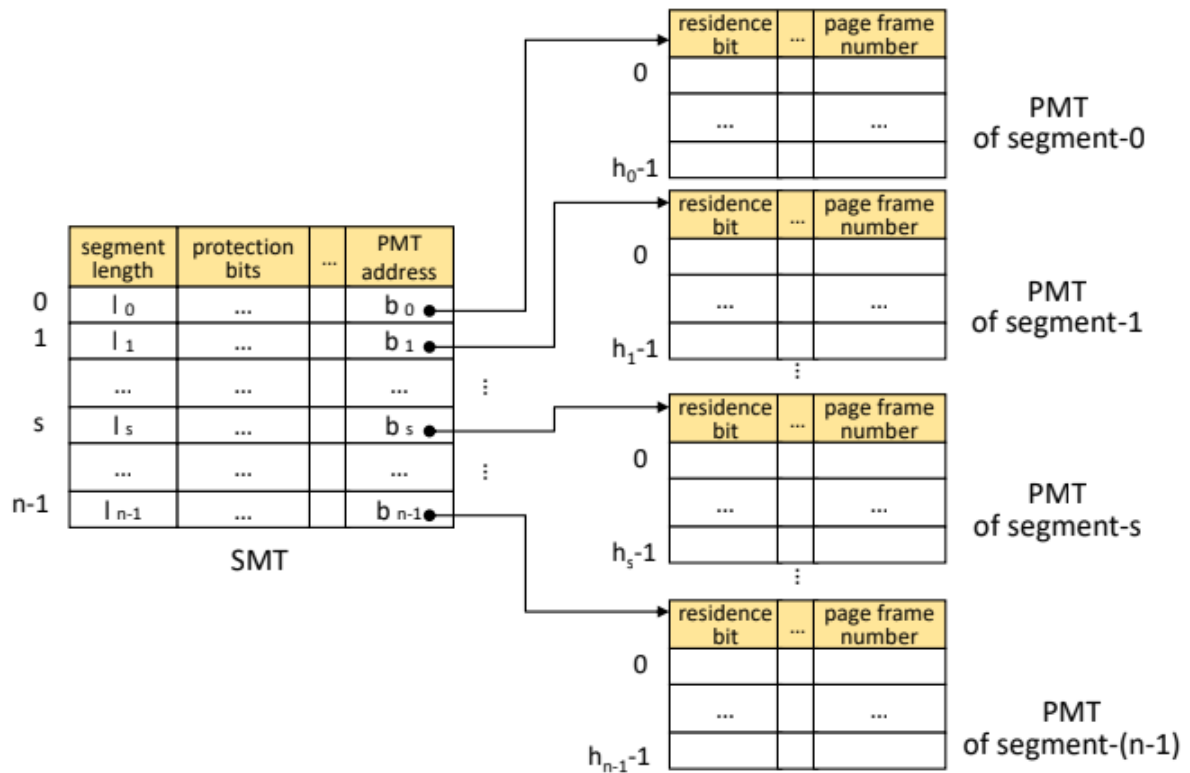 residence bit ... page frame number
0
... ...
h₀-1
PMT
of segment-0
residence bit ... page frame number
0
... ...
h₁-1
PMT
of segment-1
⋮
segment length protection bits ... PMT address
0 l ₀ ... b ₀
1 l ₁ ... b ₁
... ... ... ⋮
s l ₛ ... b ₛ
... ... ... ⋮
n-1 l ₙ₋₁ ... b ₙ₋₁
SMT
residence bit ... page frame number
0
... ...
hₛ-1
PMT
of segment-s
⋮
residence bit ... page frame number
0
... ...
hₙ₋₁-1
PMT
of segment-(n-1)